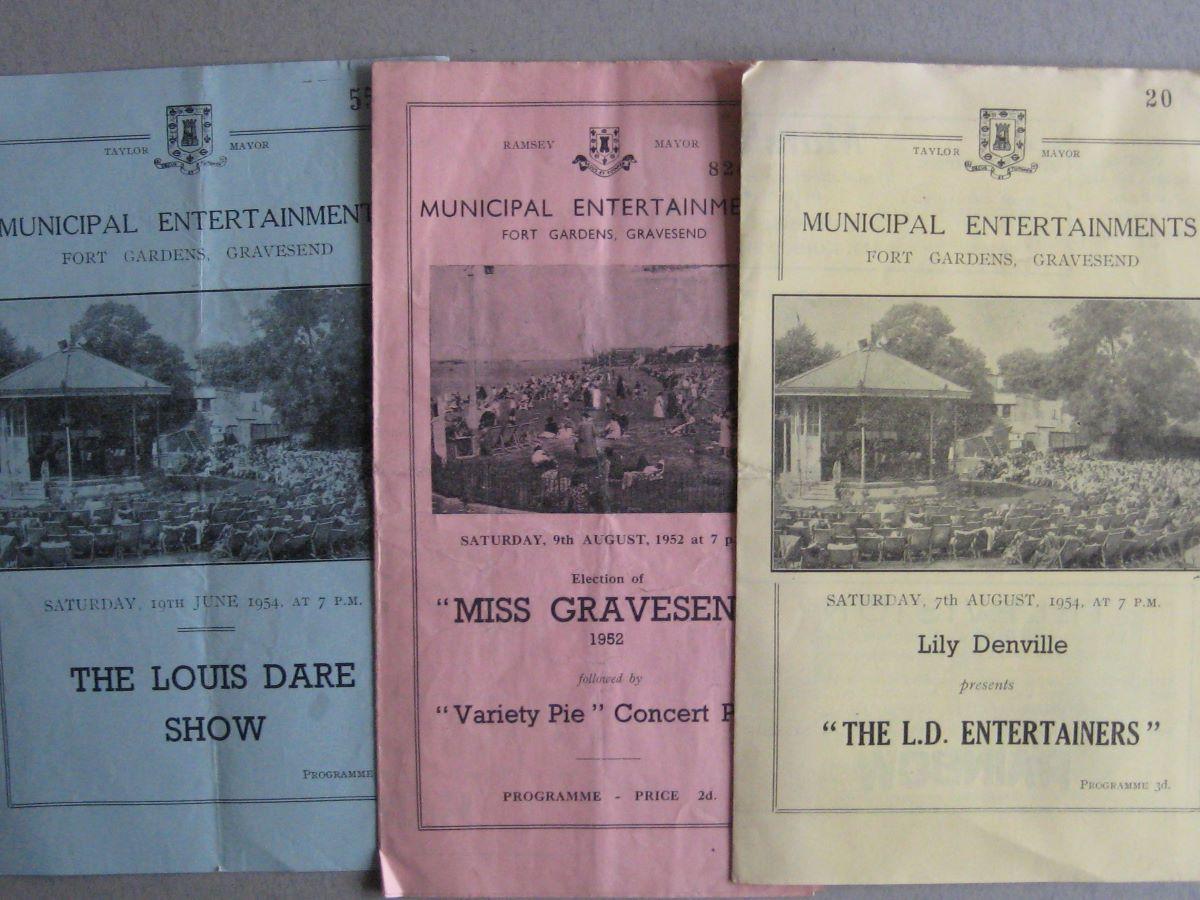 55
TAYLOR MAYOR
MUNICIPAL ENTERTAINMENT
FORT GARDENS, GRAVESEND
SATURDAY, 19TH JUNE 1954, AT 7 P.M.
THE LOUIS DARE
SHOW
PROGRAMME
RAMSEY MAYOR
82
MUNICIPAL ENTERTAINME
FORT GARDENS, GRAVESEND
SATURDAY, 9th AUGUST, 1952 at 7 p.
Election of
"MISS GRAVESEN
1952
followed by
"Variety Pie" Concert P
PROGRAMME - PRICE 2d.
20
TAYLOR MAYOR
MUNICIPAL ENTERTAINMENTS
FORT GARDENS, GRAVESEND
SATURDAY, 7th AUGUST, 1954, AT 7 P.M.
Lily Denville
presents
"THE L.D. ENTERTAINERS"
PROGRAMME 3d.